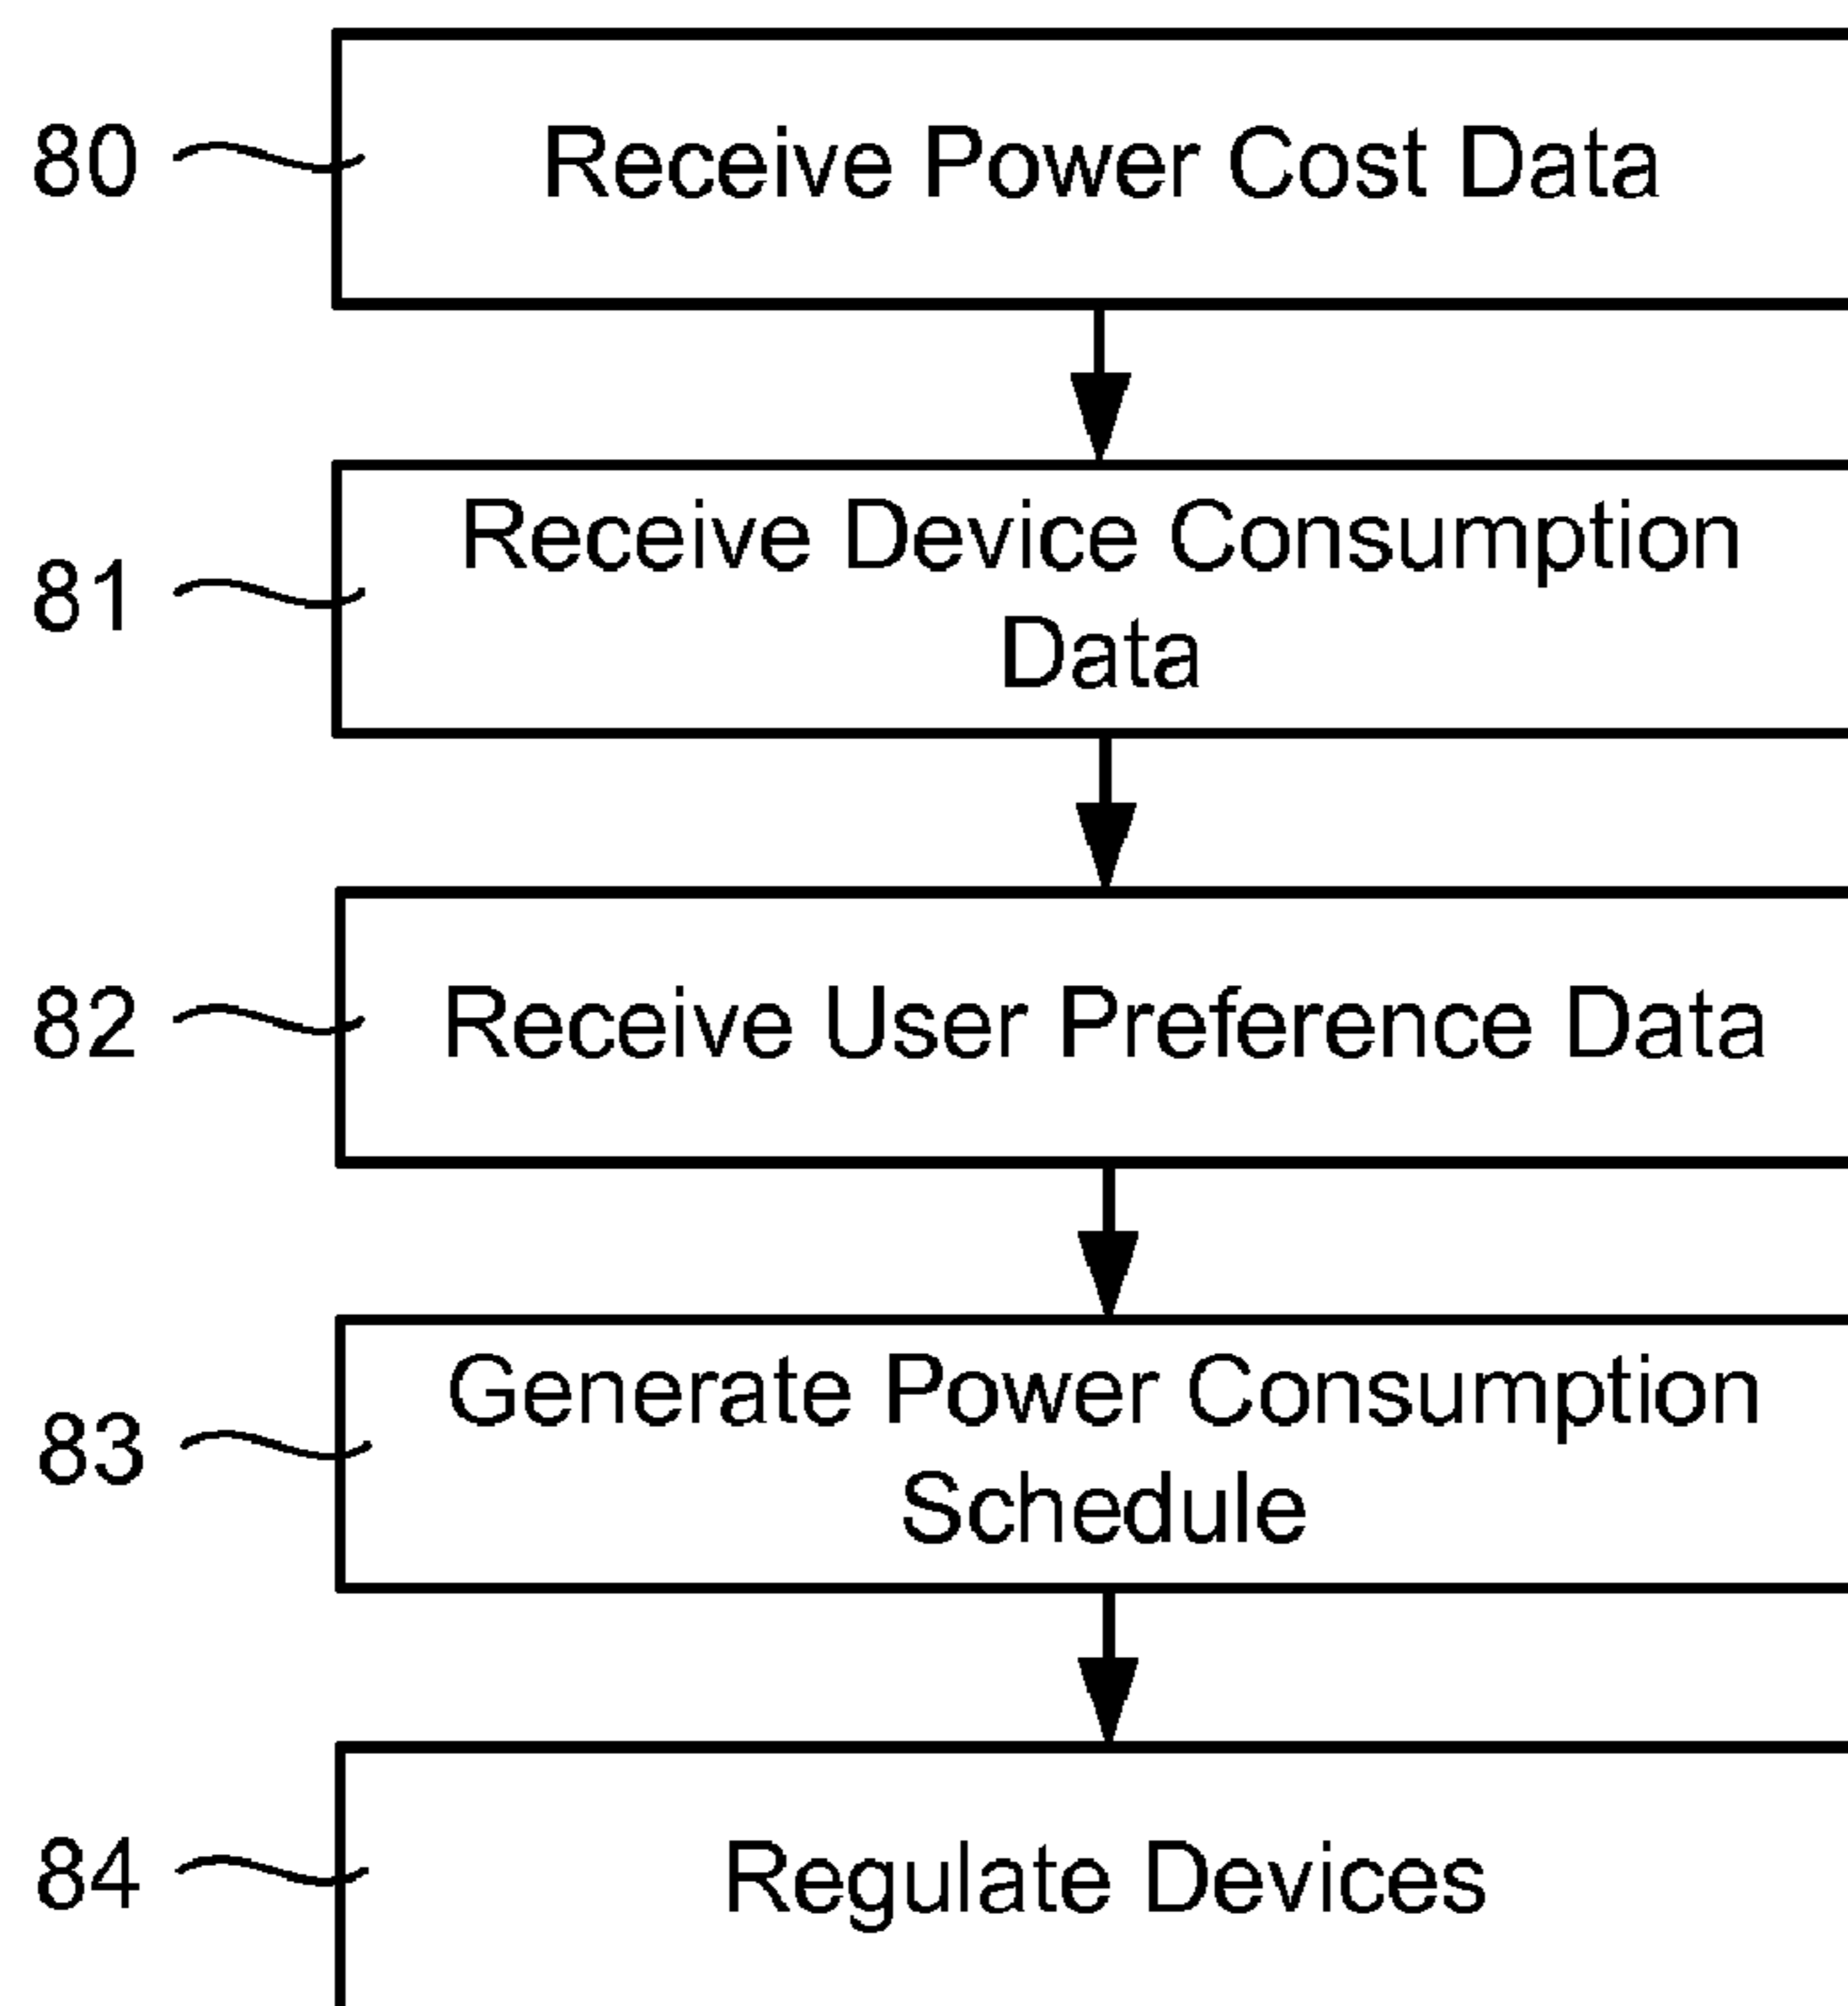 80 Receive Power Cost Data
81 Receive Device Consumption
Data
82 Receive User Preference Data
83 Generate Power Consumption
Schedule
84 Regulate Devices